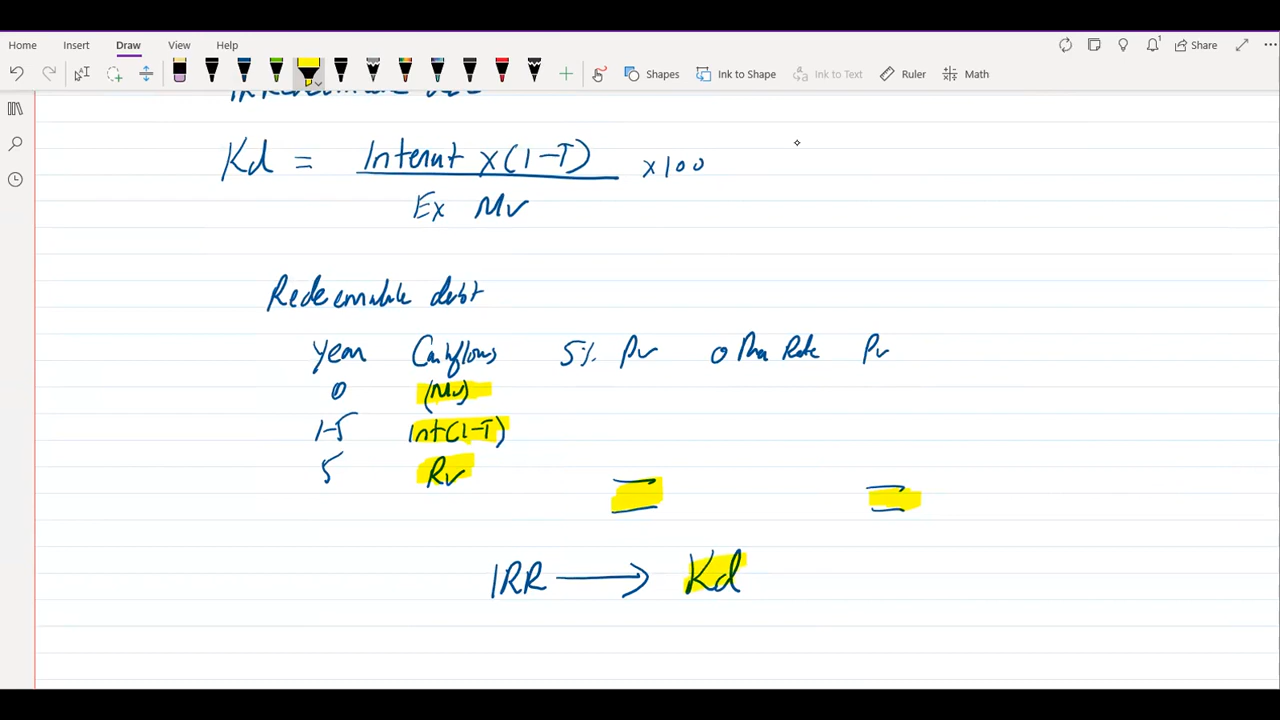 Home Insert Draw View Help
Share
Shapes Ink to Shape Ink to Text Ruler Math
Kd = Interest x (1-T) x100
Ex Mv
Redeemable debt
Year Cashflows 5% Pv Other Rate Pv
0 (Mv)
1-5 Int(1-T)
5 Rv
IRR → Kd